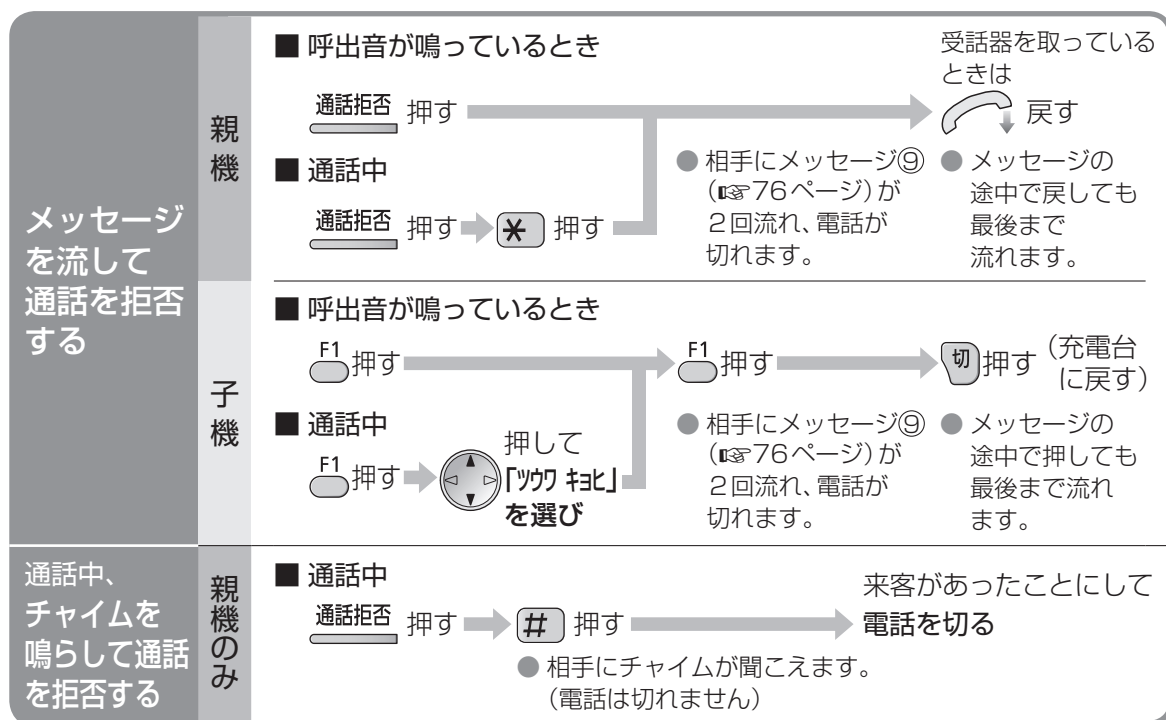 メッセージ
を流して
通話を拒否
する
親機
■ 呼出音が鳴っているとき
通話拒否 押す
受話器を取っている
ときは
戻す
■ 通話中
通話拒否 押す ＊ 押す
● 相手にメッセージ⑨
(☞76ページ)が
2回流れ、電話が
切れます。
● メッセージの
途中で戻しても
最後まで
流れます。
子機
■ 呼出音が鳴っているとき
F1 押す
F1 押す
切 押す (充電台
に戻す)
■ 通話中
F1 押す
押して
「ﾂｳﾜ ｷｮﾋ」
を選び
● 相手にメッセージ⑨
(☞76ページ)が
2回流れ、電話が
切れます。
● メッセージの
途中で押しても
最後まで流れ
ます。
通話中、
チャイムを
鳴らして通話
を拒否する
親機のみ
■ 通話中
通話拒否 押す # 押す
来客があったことにして
電話を切る
● 相手にチャイムが聞こえます。
(電話は切れません)